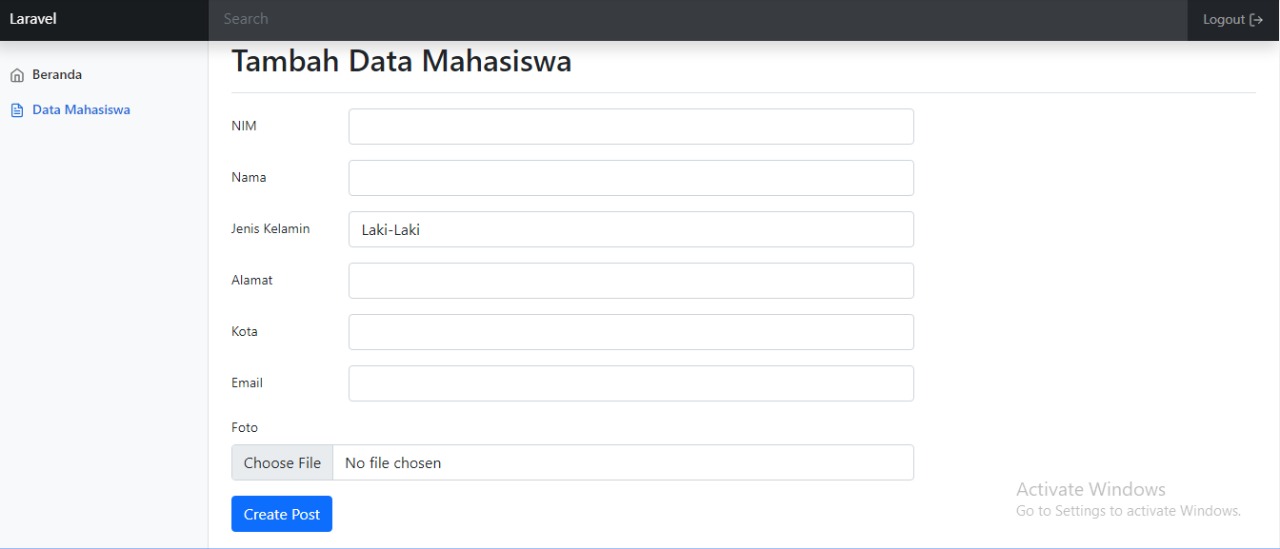 Laravel
Search
Logout
Beranda
Data Mahasiswa
Tambah Data Mahasiswa
NIM
Nama
Jenis Kelamin
Laki-Laki
Alamat
Kota
Email
Foto
Choose File
No file chosen
Create Post
Activate Windows
Go to Settings to activate Windows.